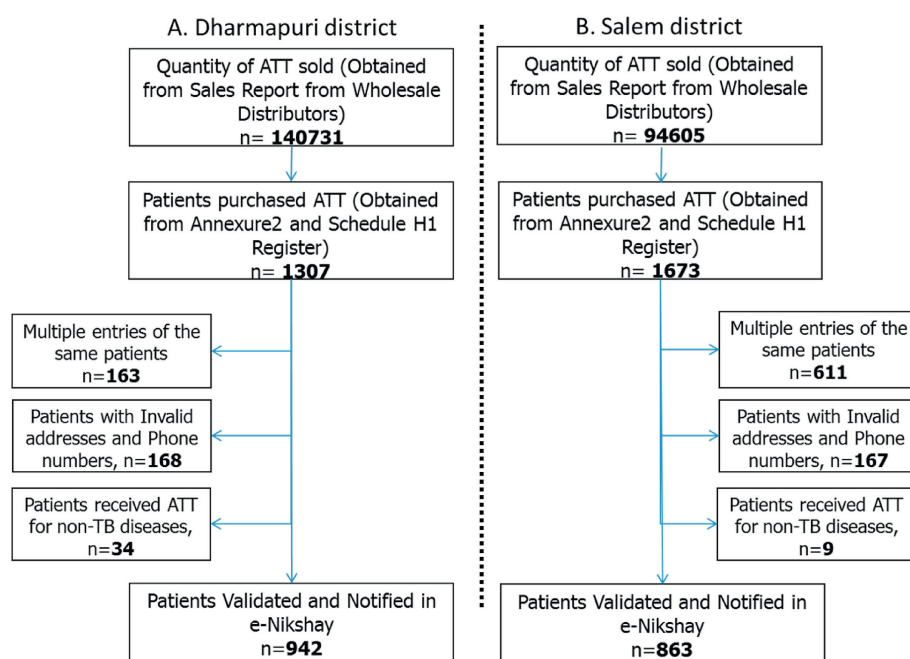 A. Dharmapuri district
Quantity of ATT sold (Obtained
from Sales Report from Wholesale
Distributors)
n= 140731
Patients purchased ATT (Obtained
from Annexure2 and Schedule H1
Register)
n= 1307
Multiple entries of the
same patients
n=163
Patients with Invalid
addresses and Phone
numbers, n=168
Patients received ATT
for non-TB diseases,
n=34
Patients Validated and Notified in
e-Nikshay
n=942
B. Salem district
Quantity of ATT sold (Obtained
from Sales Report from Wholesale
Distributors)
n= 94605
Patients purchased ATT (Obtained
from Annexure2 and Schedule H1
Register)
n= 1673
Multiple entries of the
same patients
n=611
Patients with Invalid
addresses and Phone
numbers, n=167
Patients received ATT
for non-TB diseases,
n=9
Patients Validated and Notified in
e-Nikshay
n=863